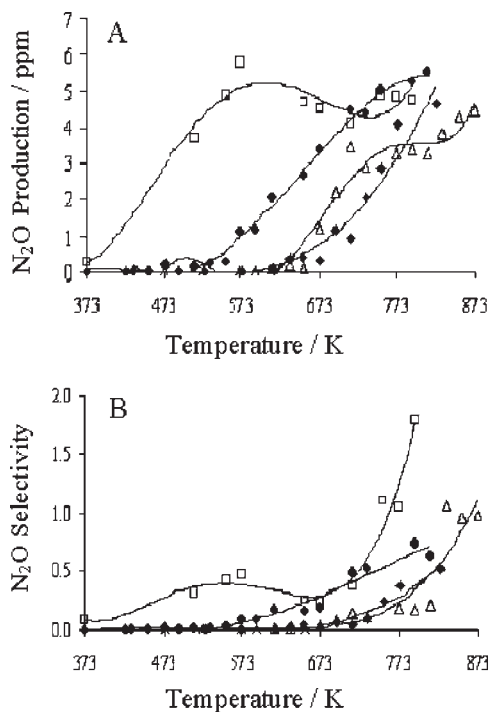 A
N₂O Production / ppm
7
6
5
4
3
2
1
0
373 473 573 673 773 873
Temperature / K
B
N₂O Selectivity
2.0
1.5
1.0
0.5
0.0
373 473 573 673 773 873
Temperature / K